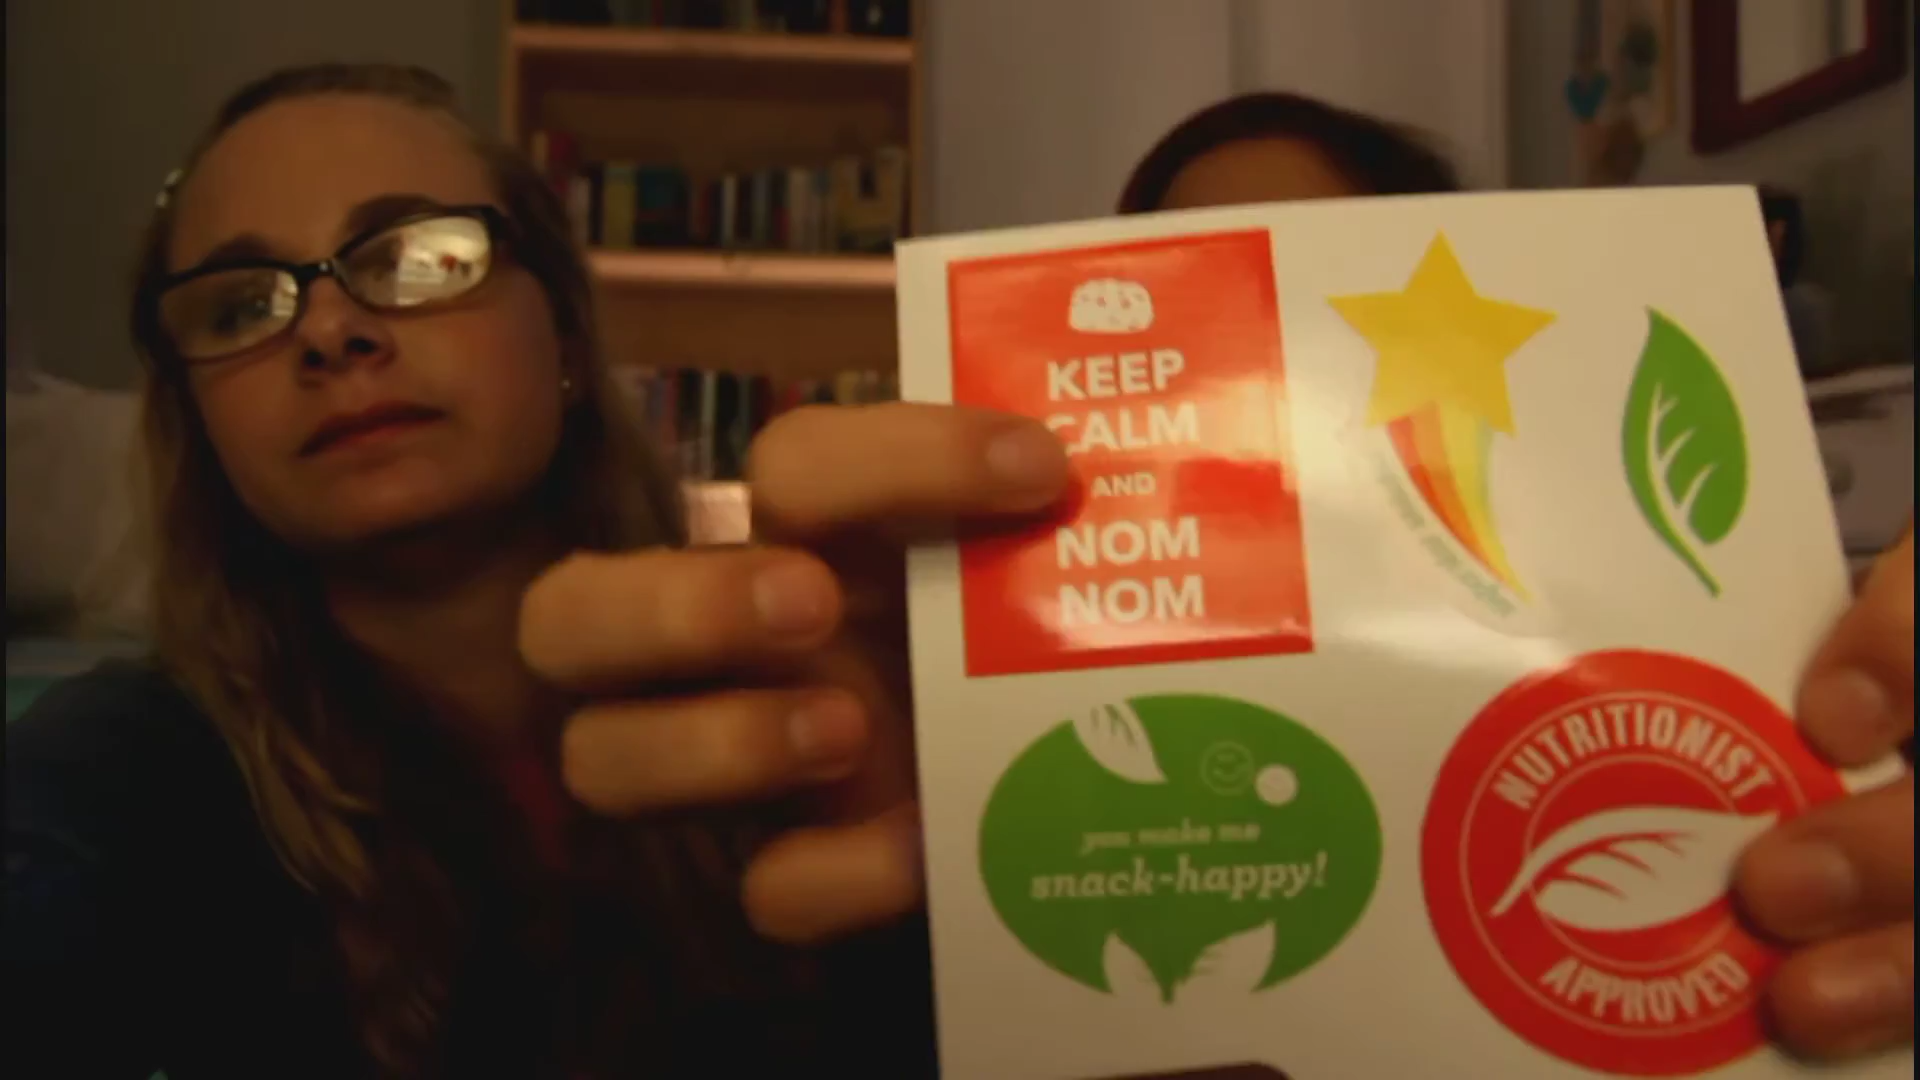 KEEP
CALM
AND
NOM
NOM
you make me
snack-happy!
NUTRITIONIST
APPROVED